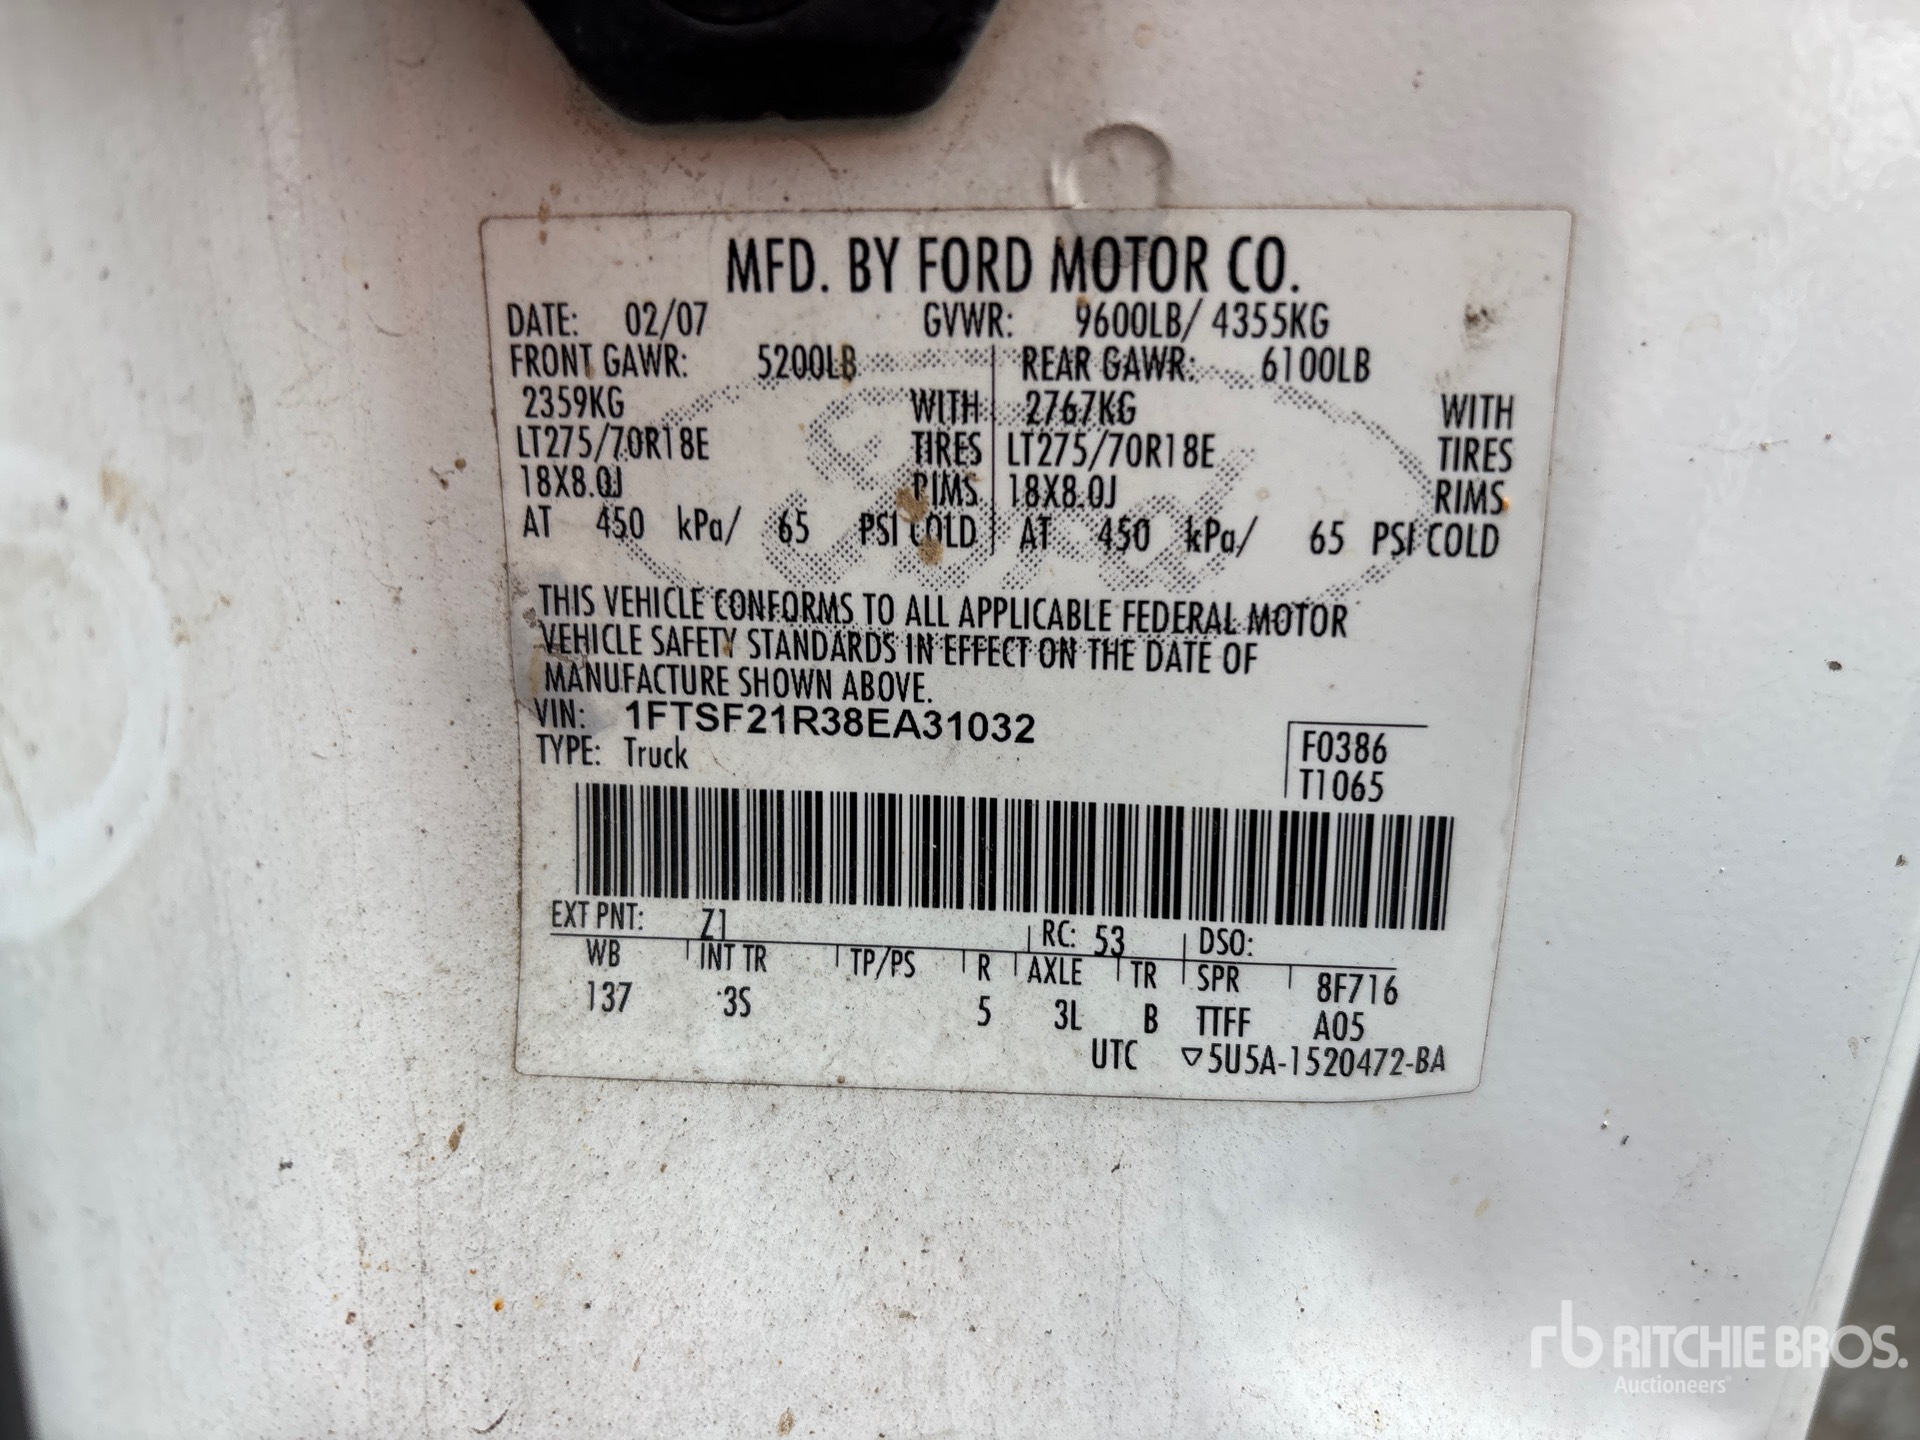 MFD. BY FORD MOTOR CO.
DATE: 02/07 GVWR: 9600LB/ 4355KG
FRONT GAWR: 5200LB REAR GAWR: 6100LB
2359KG WITH 2767KG WITH
LT275/70R18E TIRES LT275/70R18E TIRES
18X8.0J RIMS 18X8.0J RIMS
AT 450 kPa/ 65 PSI COLD AT 450 kPa/ 65 PSI COLD
THIS VEHICLE CONFORMS TO ALL APPLICABLE FEDERAL MOTOR
VEHICLE SAFETY STANDARDS IN EFFECT ON THE DATE OF
MANUFACTURE SHOWN ABOVE.
VIN: 1FTSF21R38EA31032
TYPE: Truck
F0386
T1065
EXT PNT: Z1 RC: 53 DSO:
WB INT TR TP/PS R AXLE TR SPR 8F716
137 3S 5 3L B TTFF A05
UTC ▽5U5A-1520472-BA
rb RITCHIE BROS.
Auctioneers